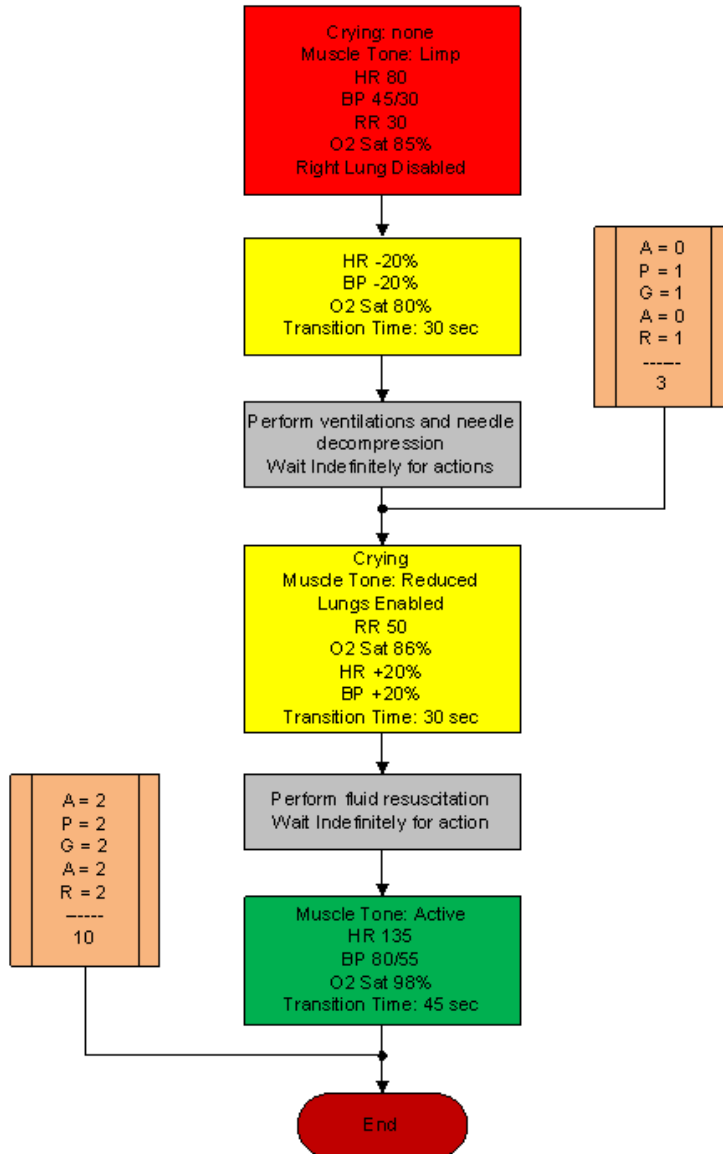 Crying: none
Muscle Tone: Limp
HR 80
BP 45/30
RR 30
O2 Sat 85%
Right Lung Disabled
HR -20%
BP -20%
O2 Sat 80%
Transition Time: 30 sec
A = 0
P = 1
G = 1
A = 0
R = 1
------
3
Perform ventilations and needle
decompression
Wait Indefinitely for actions
Crying
Muscle Tone: Reduced
Lungs Enabled
RR 50
O2 Sat 86%
HR +20%
BP +20%
Transition Time: 30 sec
Perform fluid resuscitation
Wait Indefinitely for action
A = 2
P = 2
G = 2
A = 2
R = 2
------
10
Muscle Tone: Active
HR 135
BP 80/55
O2 Sat 98%
Transition Time: 45 sec
End